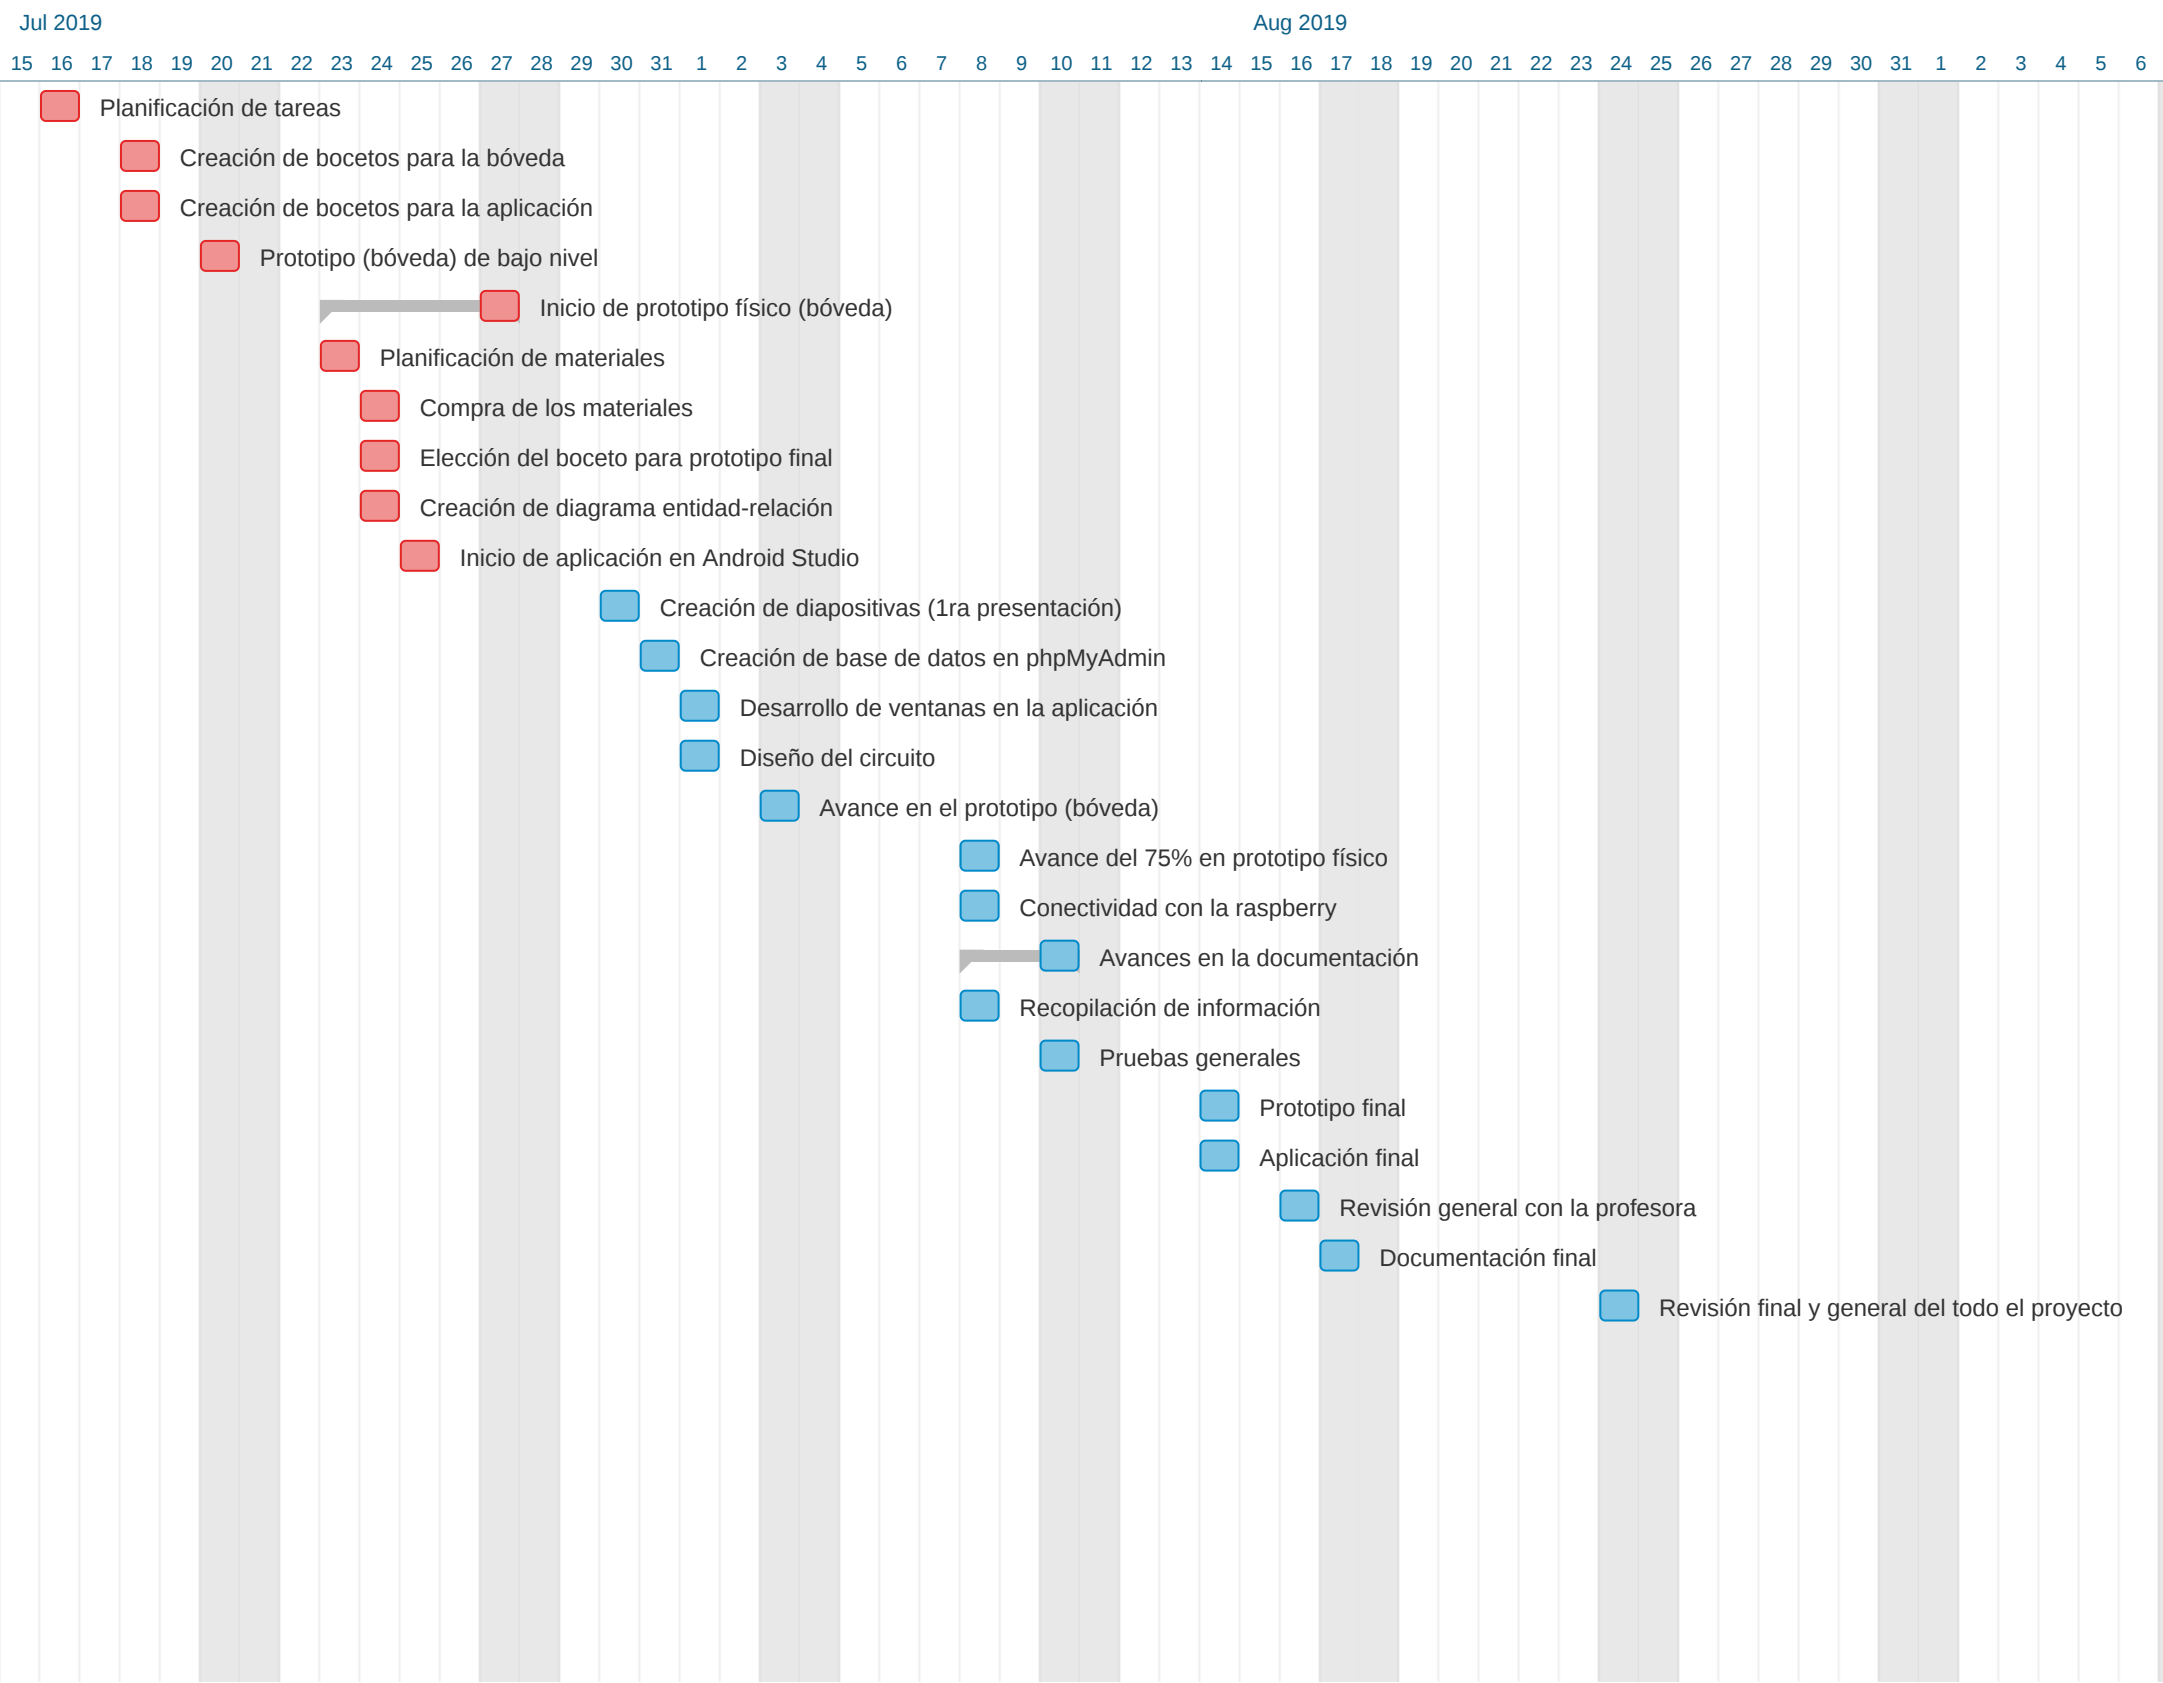 Jul 2019 Aug 2019
15 16 17 18 19 20 21 22 23 24 25 26 27 28 29 30 31 1 2 3 4 5 6 7 8 9 10 11 12 13 14 15 16 17 18 19 20 21 22 23 24 25 26 27 28 29 30 31 1 2 3 4 5 6
Planificación de tareas
Creación de bocetos para la bóveda
Creación de bocetos para la aplicación
Prototipo (bóveda) de bajo nivel
Inicio de prototipo físico (bóveda)
Planificación de materiales
Compra de los materiales
Elección del boceto para prototipo final
Creación de diagrama entidad-relación
Inicio de aplicación en Android Studio
Creación de diapositivas (1ra presentación)
Creación de base de datos en phpMyAdmin
Desarrollo de ventanas en la aplicación
Diseño del circuito
Avance en el prototipo (bóveda)
Avance del 75% en prototipo físico
Conectividad con la raspberry
Avances en la documentación
Recopilación de información
Pruebas generales
Prototipo final
Aplicación final
Revisión general con la profesora
Documentación final
Revisión final y general del todo el proyecto